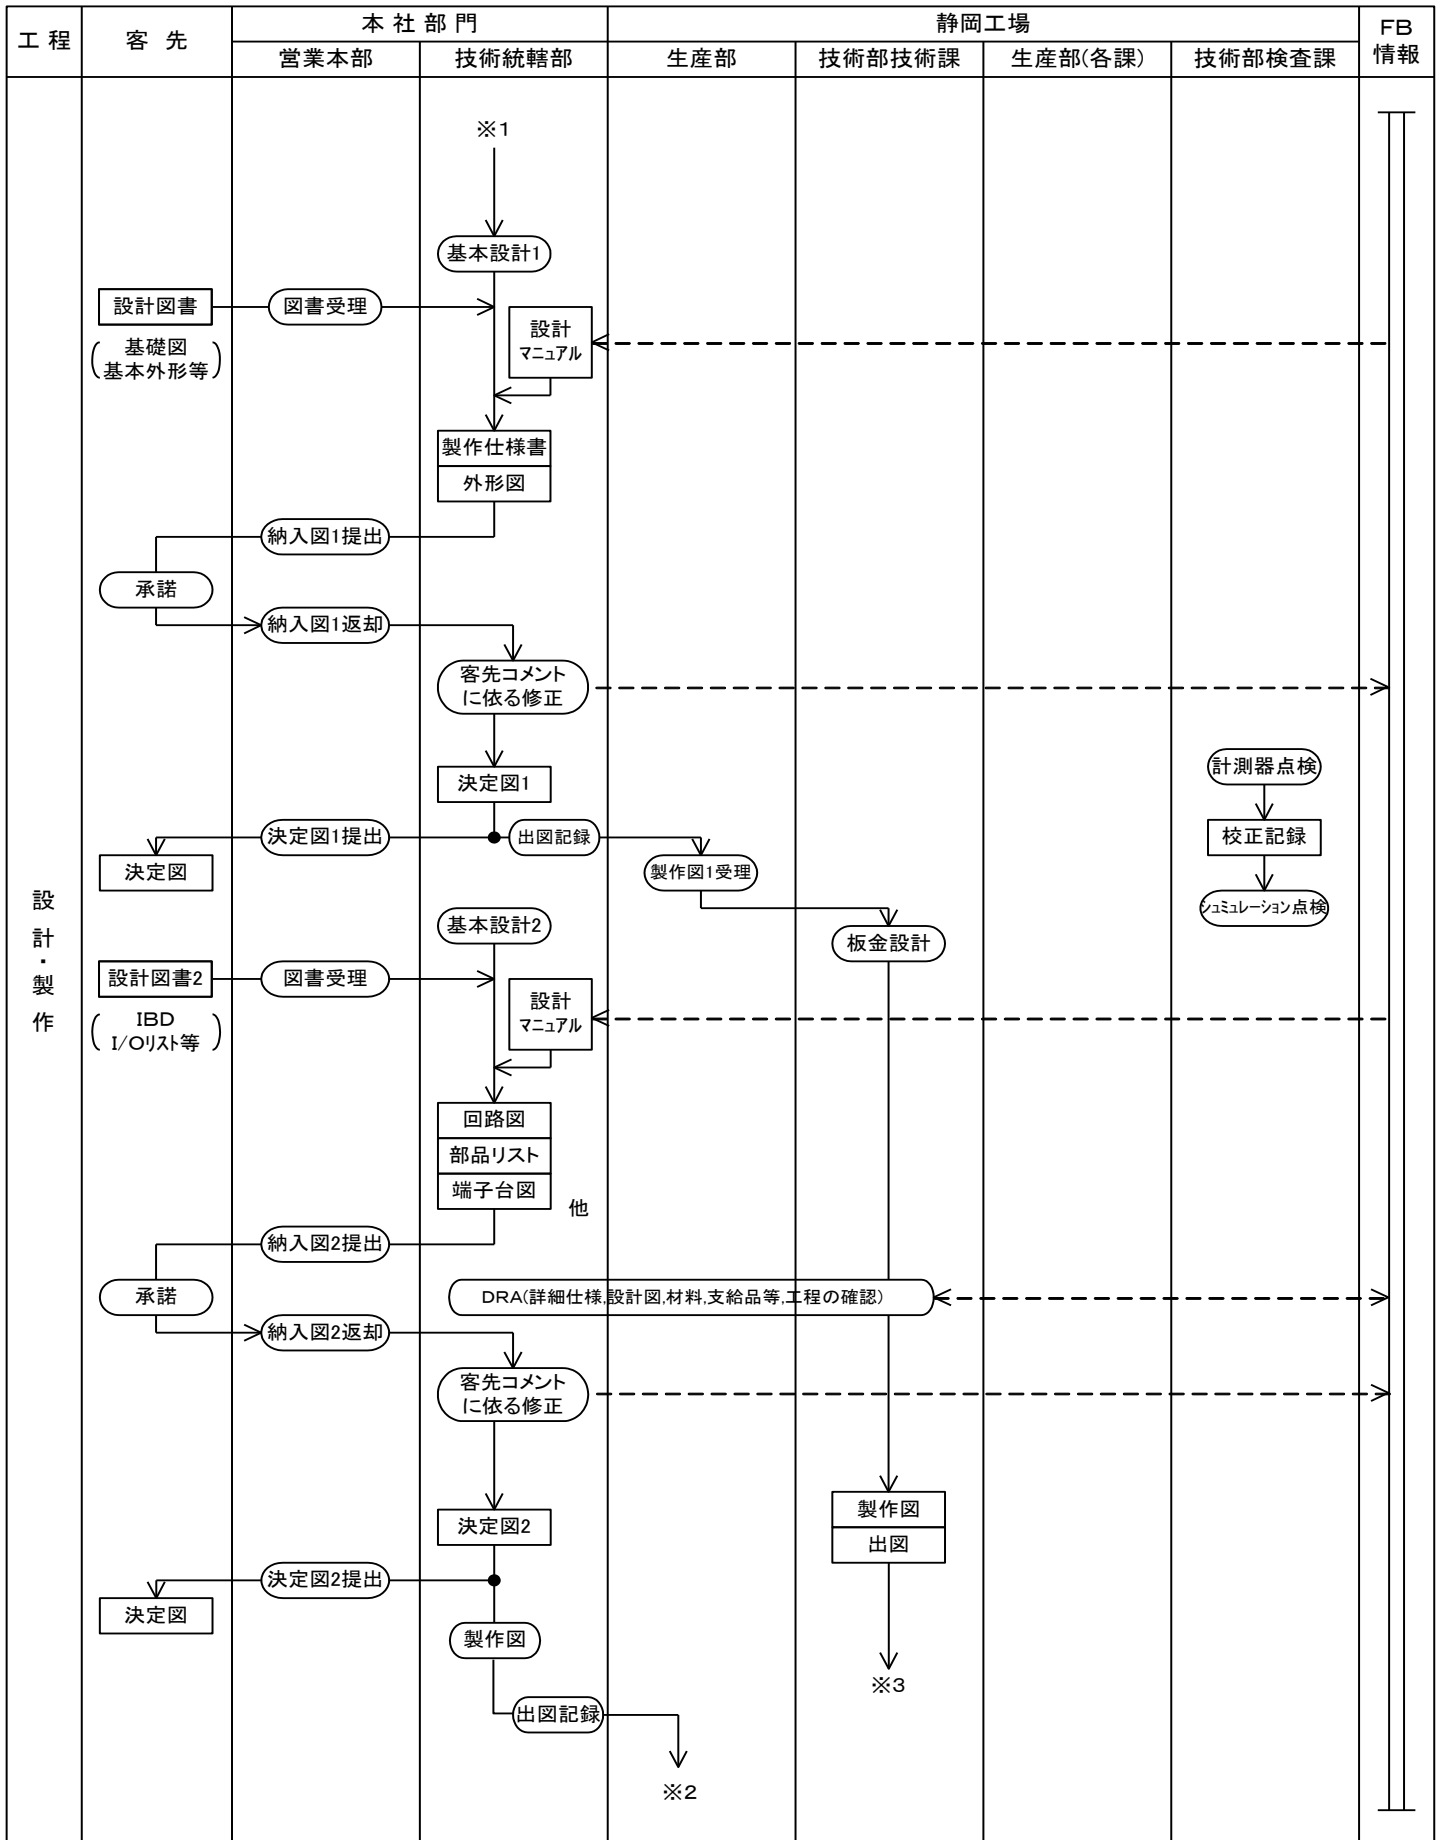 工程
客先
本社部門
静岡工場
FB
情報
営業本部
技術統轄部
生産部
技術部技術課
生産部(各課)
技術部検査課
※1
基本設計1
設計図書
図書受理
設計
マニュアル
基礎図
基本外形等
製作仕様書
外形図
納入図1提出
承諾
納入図1返却
客先コメント
に依る修正
決定図1
計測器点検
決定図1提出
出図記録
校正記録
決定図
製作図1受理
シュミュレーション点検
設計・製作
基本設計2
板金設計
設計図書2
図書受理
設計
マニュアル
IBD
I/Oリスト等
回路図
部品リスト
端子台図
他
納入図2提出
承諾
DRA(詳細仕様,設計図,材料,支給品等,工程の確認)
納入図2返却
客先コメント
に依る修正
決定図2
製作図
出図
決定図2提出
決定図
製作図
※3
出図記録
※2